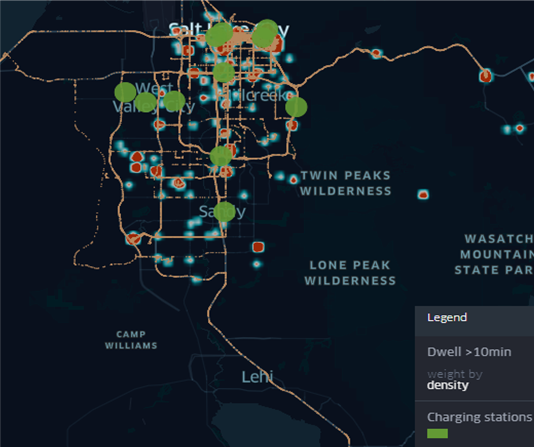 Salt Lake City
West
Valley City
Millcreek
TWIN PEAKS
WILDERNESS
Sandy
WASATCH
MOUNTAIN
STATE PAR
LONE PEAK
WILDERNESS
CAMP
WILLIAMS
Lehi
Legend
Dwell >10min
weight by
density
Charging stations